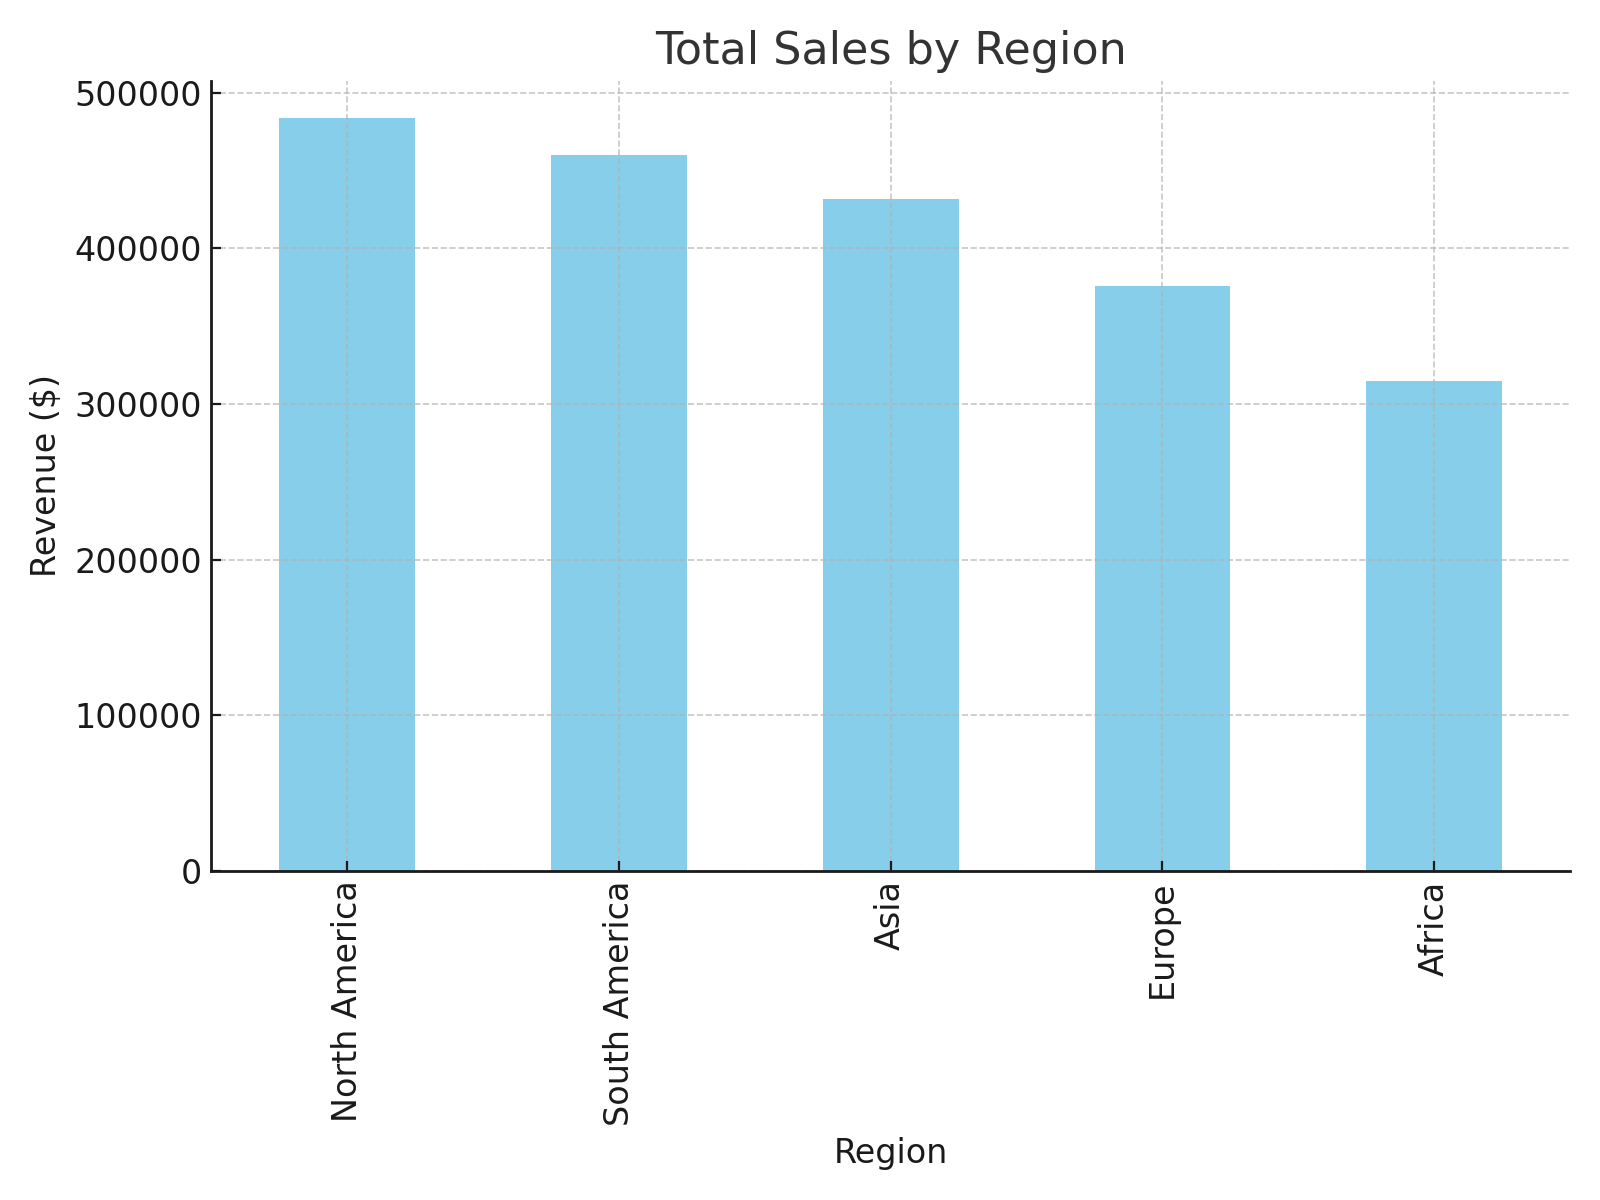 Total Sales by Region
Revenue ($)
500000
400000
300000
200000
100000
0
North America
South America
Asia
Europe
Africa
Region